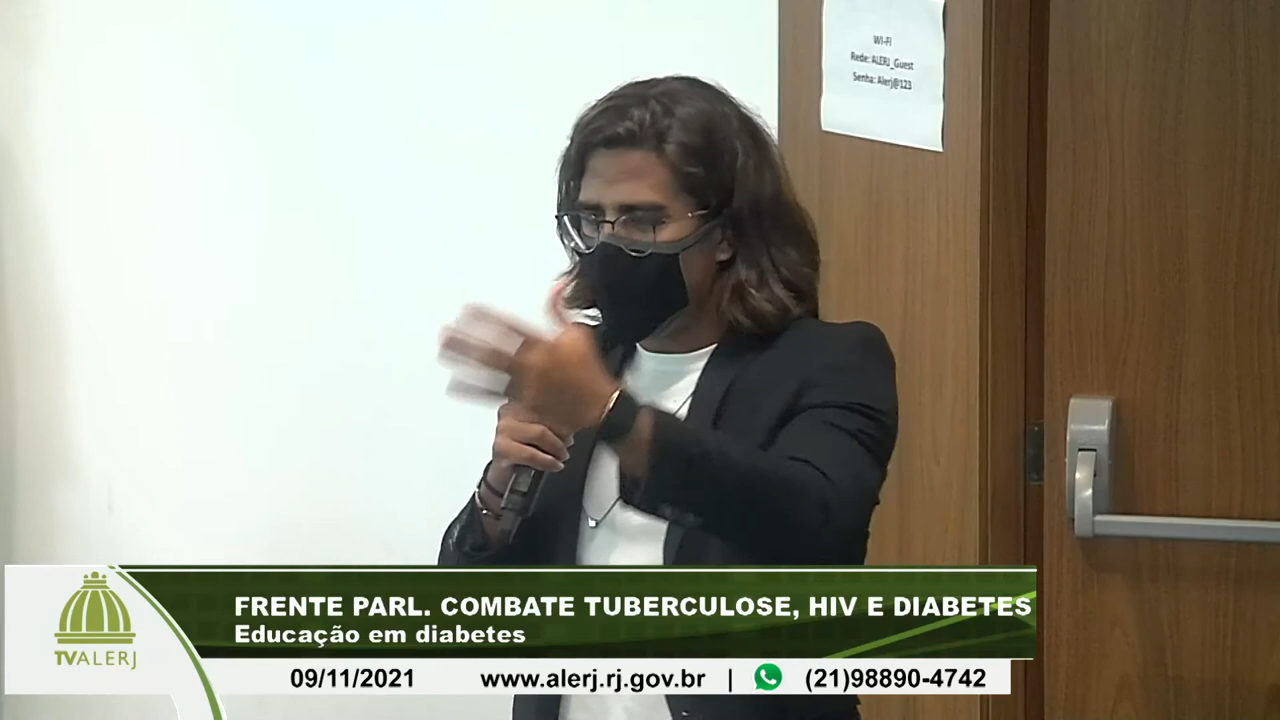 WI-FI
Rede: ALERJ_Guest
Senha: Alerj@123
FRENTE PARL. COMBATE TUBERCULOSE, HIV E DIABETES
Educação em diabetes
TVALERJ
09/11/2021 www.alerj.rj.gov.br | (21)98890-4742